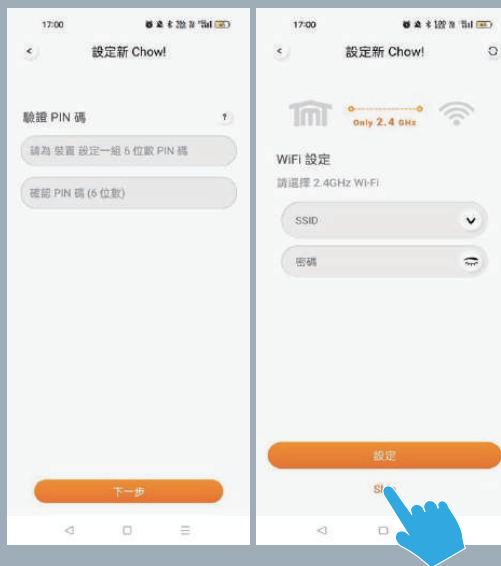 17:00
設定新 Chow!
驗證 PIN 碼
?
請為 裝置 設定一組 6 位數 PIN 碼
確認 PIN 碼 (6 位數)
下一步
17:00
設定新 Chow!
Only 2.4 GHz
WiFi 設定
請選擇 2.4GHz Wi-Fi
SSID
密碼
設定